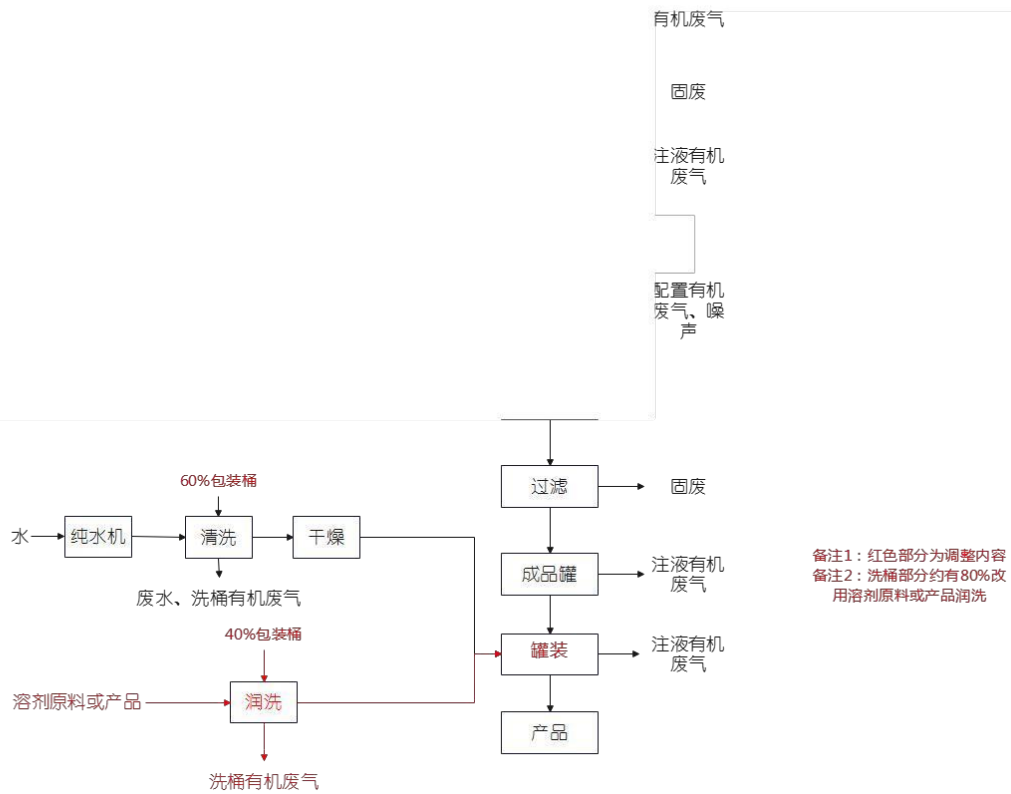 有机废气
固废
注液有机
废气
配置有机
废气、噪
声
过滤
固废
60%包装桶
水
纯水机
清洗
干燥
成品罐
注液有机
废气
备注1：红色部分为调整内容
备注2：洗桶部分约有80%改
用溶剂原料或产品润洗
废水、洗桶有机废气
40%包装桶
罐装
注液有机
废气
溶剂原料或产品
润洗
产品
洗桶有机废气